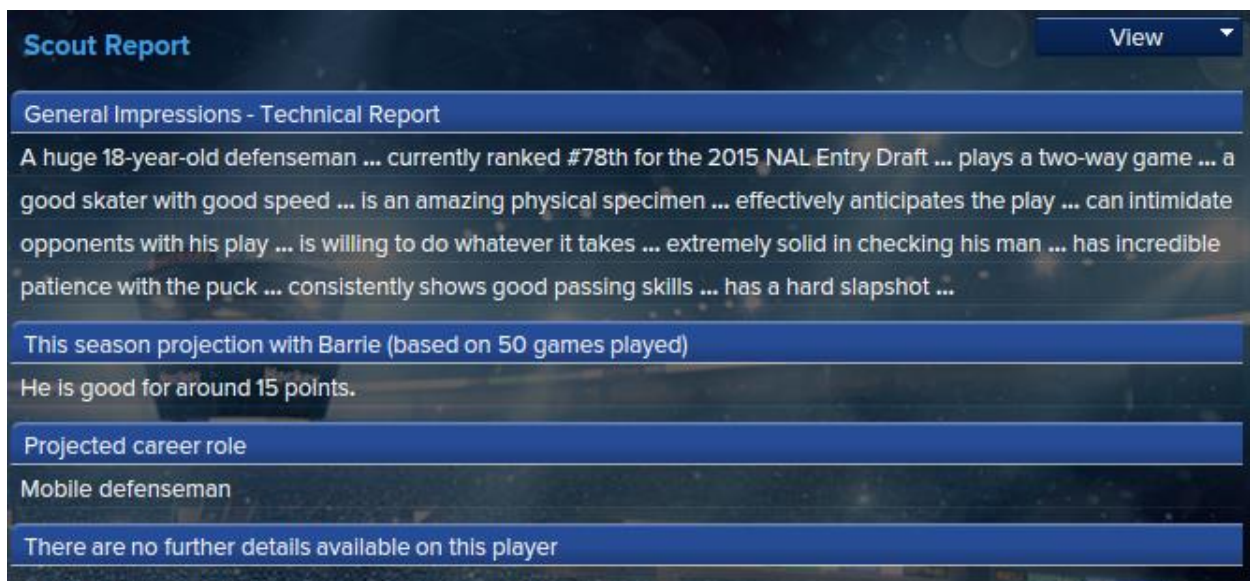 Scout Report
View
General Impressions - Technical Report
A huge 18-year-old defenseman ... currently ranked #78th for the 2015 NAL Entry Draft ... plays a two-way game ... a
good skater with good speed ... is an amazing physical specimen ... effectively anticipates the play ... can intimidate
opponents with his play ... is willing to do whatever it takes ... extremely solid in checking his man ... has incredible
patience with the puck ... consistently shows good passing skills ... has a hard slapshot ...
This season projection with Barrie (based on 50 games played)
He is good for around 15 points.
Projected career role
Mobile defenseman
There are no further details available on this player